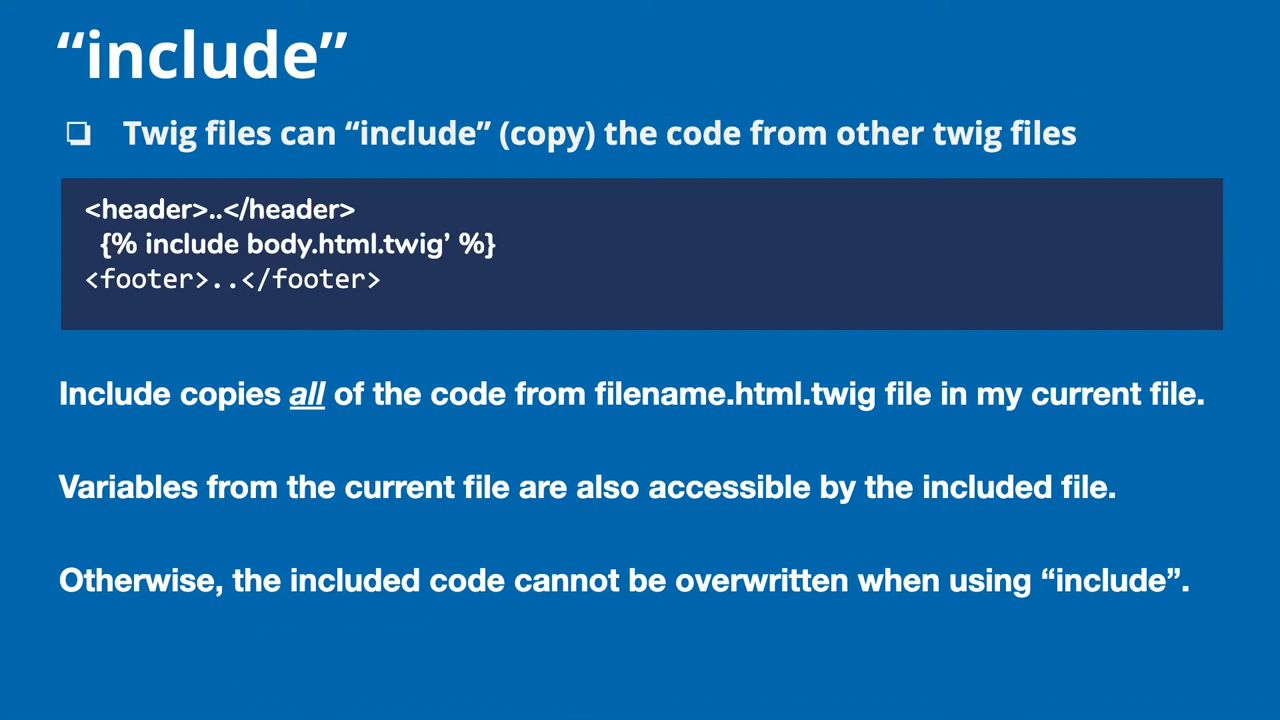 “include”
❏ Twig files can “include” (copy) the code from other twig files
<header>..</header>
{% include body.html.twig’ %}
<footer>..</footer>
Include copies all of the code from filename.html.twig file in my current file.
Variables from the current file are also accessible by the included file.
Otherwise, the included code cannot be overwritten when using “include”.